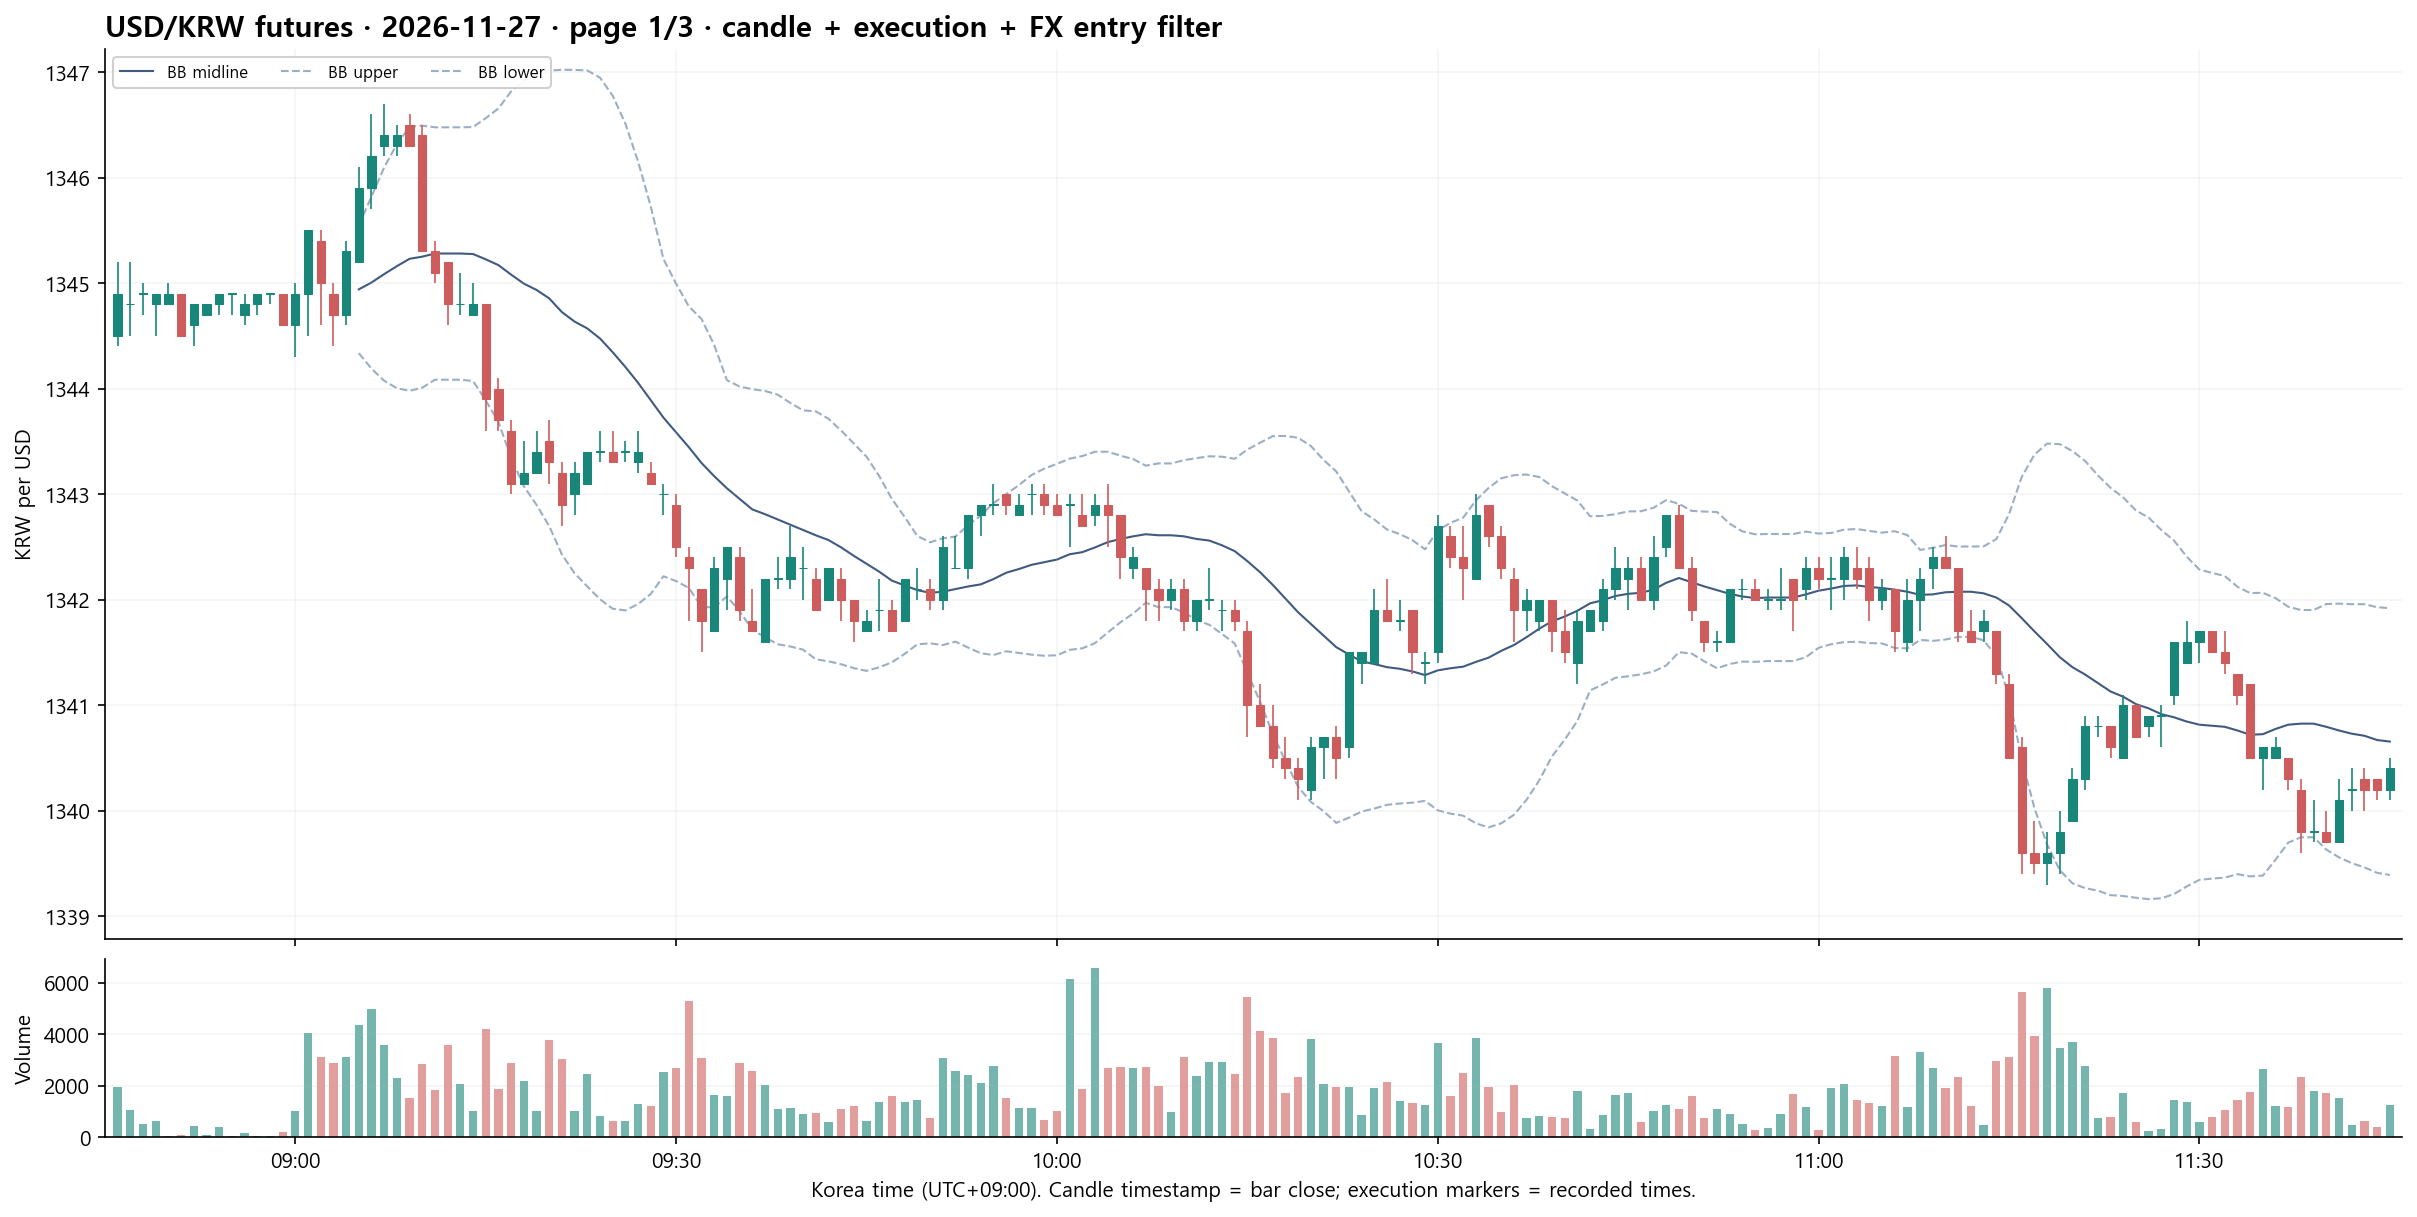 USD/KRW futures · 2026-11-27 · page 1/3 · candle + execution + FX entry filter
BB midline BB upper BB lower
1347
1346
1345
1344
1343
1342
1341
1340
1339
KRW per USD
6000
4000
2000
0
Volume
09:00 09:30 10:00 10:30 11:00 11:30
Korea time (UTC+09:00). Candle timestamp = bar close; execution markers = recorded times.